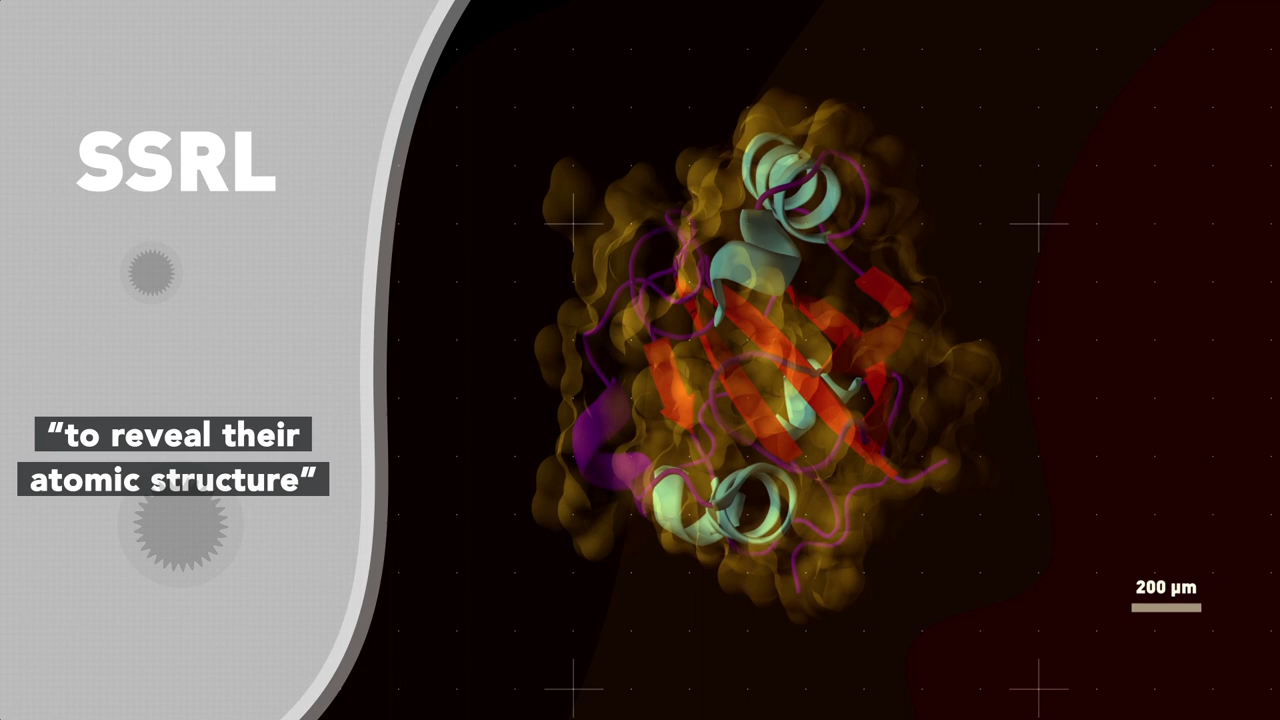 SSRL
“to reveal their
atomic structure”
200 µm